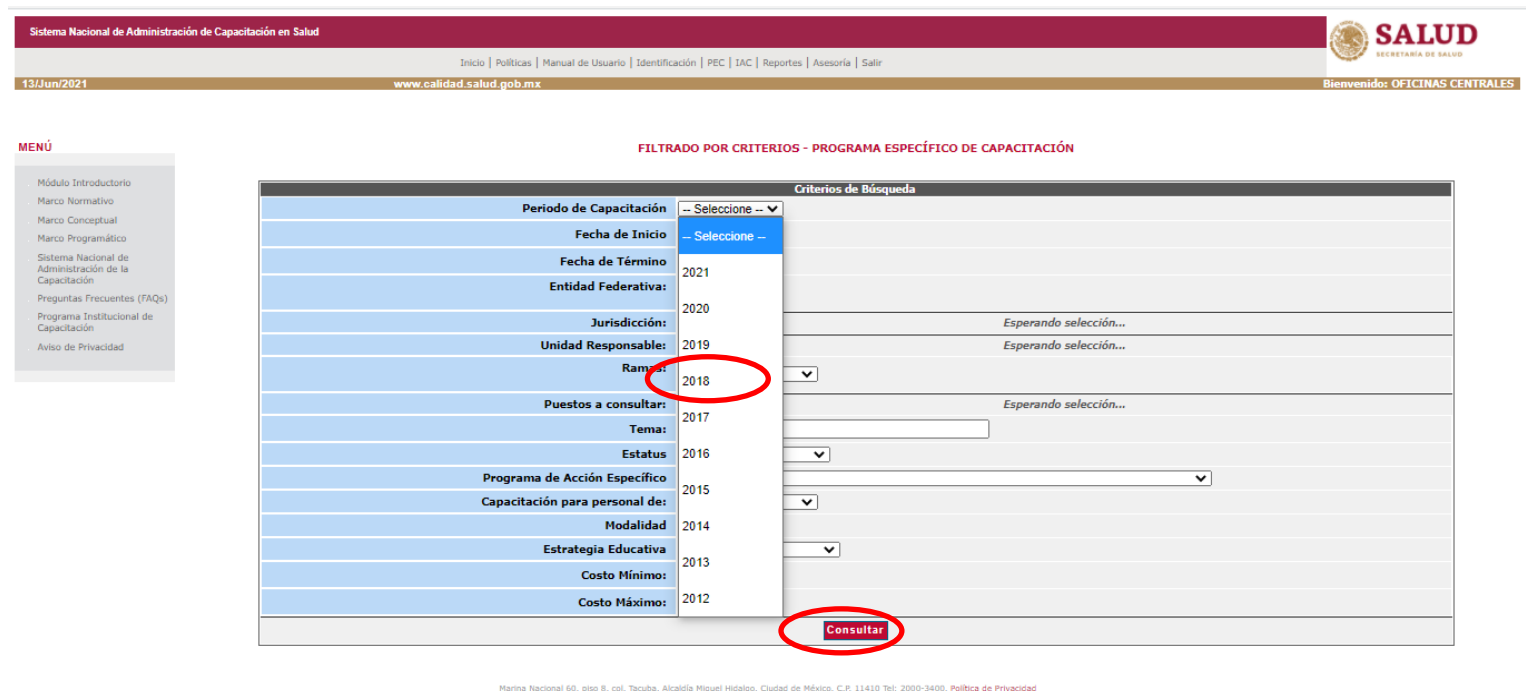 Sistema Nacional de Administración de Capacitación en Salud
SALUD
SECRETARÍA DE SALUD
Inicio | Políticas | Manual de Usuario | Identificación | PEC | IAC | Reportes | Asesoría | Salir
13/Jun/2021 www.calidad.salud.gob.mx Bienvenido: OFICINAS CENTRALES
MENÚ
Módulo Introductorio
Marco Normativo
Marco Conceptual
Marco Programático
Sistema Nacional de
Administración de la
Capacitación
Preguntas Frecuentes (FAQs)
Programa Institucional de
Capacitación
Aviso de Privacidad
FILTRADO POR CRITERIOS - PROGRAMA ESPECÍFICO DE CAPACITACIÓN
Criterios de Búsqueda
Periodo de Capacitación -- Seleccione --
Fecha de Inicio
Fecha de Término
Entidad Federativa:
Jurisdicción: Esperando selección...
Unidad Responsable: Esperando selección...
Ramas:
Puestos a consultar: Esperando selección...
Tema:
Estatus
Programa de Acción Específico
Capacitación para personal de:
Modalidad
Estrategia Educativa
Costo Mínimo:
Costo Máximo:
-- Seleccione --
2021
2020
2019
2018
2017
2016
2015
2014
2013
2012
Consultar
Marina Nacional 60, piso 8, col. Tacuba, Alcaldía Miguel Hidalgo, Ciudad de México, C.P. 11410 Tel: 2000-3400, Política de Privacidad